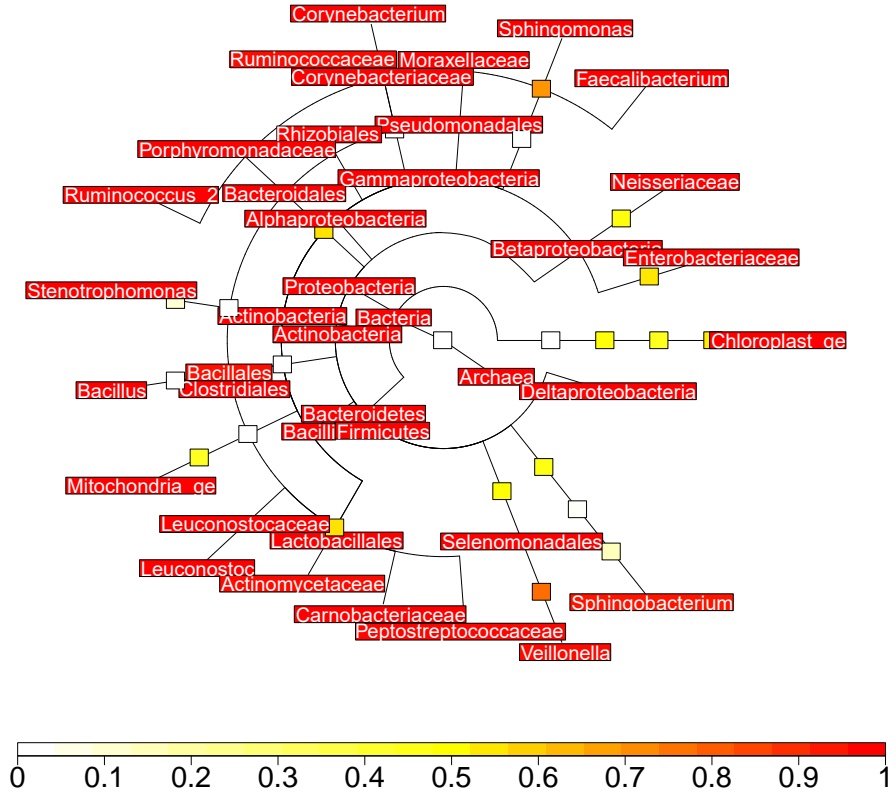 Corynebacterium
Sphingomonas
Ruminococcaceae
Moraxellaceae
Corynebacteriaceae
Faecalibacterium
Pseudomonadales
Rhizobiales
Porphyromonadaceae
Gammaproteobacteria
Neisseriaceae
Ruminococcus_2
Bacteroidales
Alphaproteobacteria
Betaproteobacteria
Enterobacteriaceae
Proteobacteria
Stenotrophomonas
Actinobacteria
Bacteria
Actinobacteria
Chloroplast_ge
Bacillales
Archaea
Bacillus
Clostridiales
Deltaproteobacteria
Bacteroidetes
Bacilli
Firmicutes
Mitochondria_ge
Leuconostocaceae
Lactobacillales
Selenomonadales
Leuconostoc
Actinomycetaceae
Sphingobacterium
Carnobacteriaceae
Peptostreptococcaceae
Veillonella
0 0.1 0.2 0.3 0.4 0.5 0.6 0.7 0.8 0.9 1